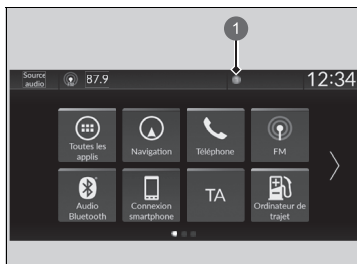 1
Source
audio
87.9
12:34
Toutes les
applis
Navigation
Téléphone
FM
Audio
Bluetooth
Connexion
smartphone
TA
Ordinateur de
trajet